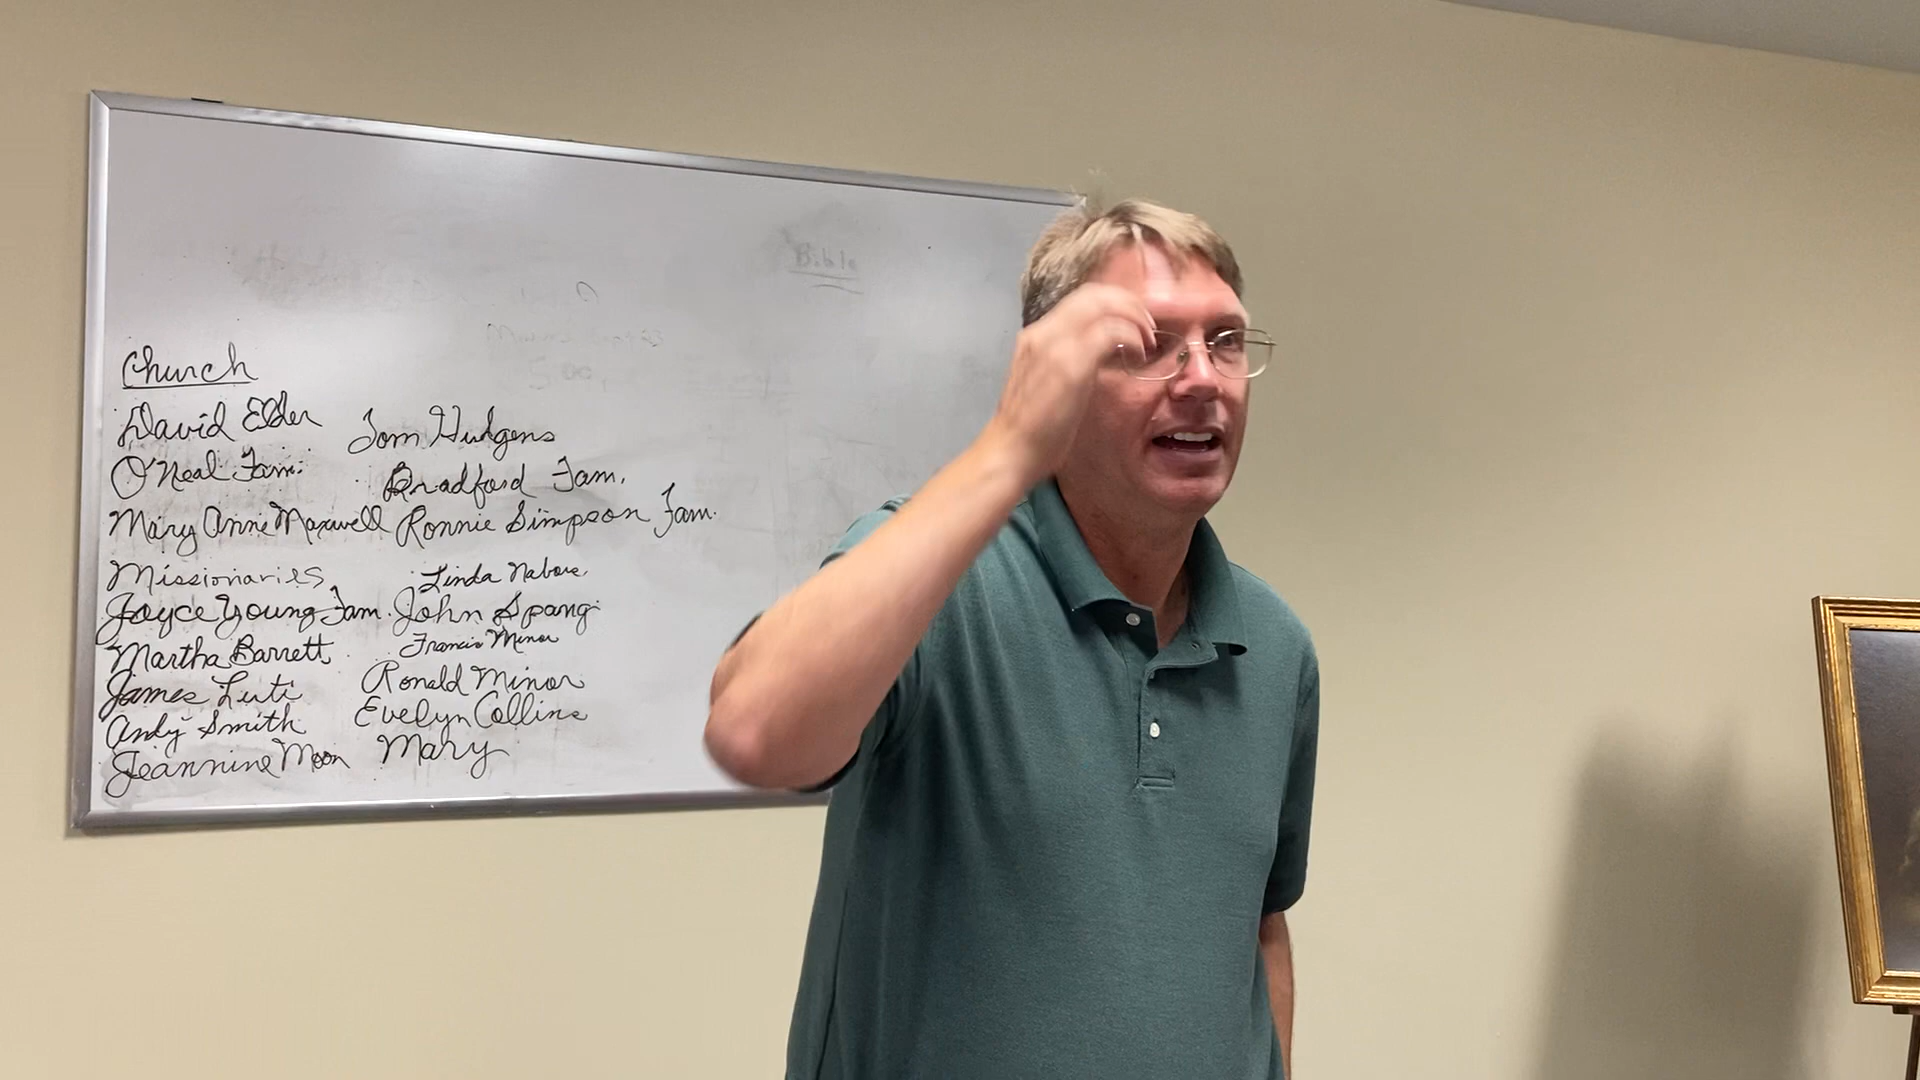 Bible
Church
David Elder Tom Hudgens
O'Neal Fam. Bradford Fam.
Mary Anne Maxwell Ronnie Simpson Fam.
Missionaries Linda Nabors
Joyce Young Fam. John Spang
Martha Barrett Francis Minor
James Luti Ronald Minor
Andy Smith Evelyn Collins
Jeannine Moon Mary